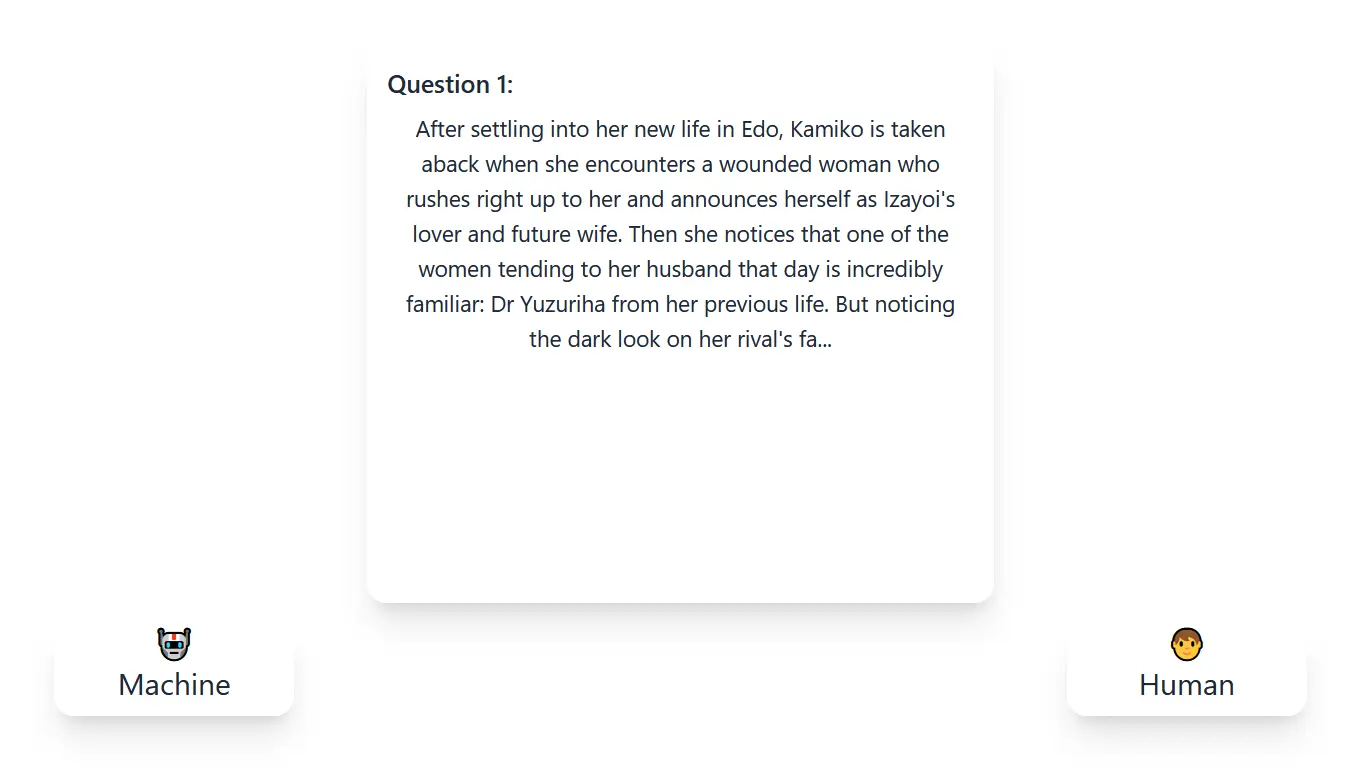 Question 1:
After settling into her new life in Edo, Kamiko is taken
aback when she encounters a wounded woman who
rushes right up to her and announces herself as Izayoi's
lover and future wife. Then she notices that one of the
women tending to her husband that day is incredibly
familiar: Dr Yuzuriha from her previous life. But noticing
the dark look on her rival's fa...
Machine
Human